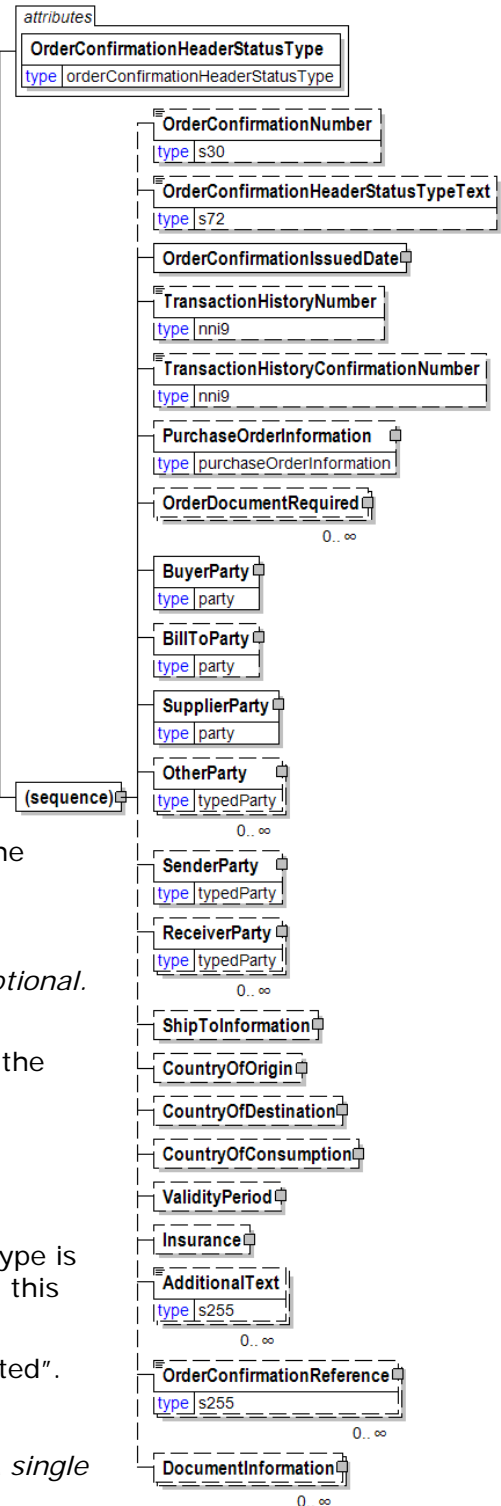 attributes
OrderConfirmationHeaderStatusType
type orderConfirmationHeaderStatusType
OrderConfirmationNumber
type s30
OrderConfirmationHeaderStatusTypeText
type s72
OrderConfirmationIssuedDate
TransactionHistoryNumber
type nni9
TransactionHistoryConfirmationNumber
type nni9
PurchaseOrderInformation
type purchaseOrderInformation
OrderDocumentRequired
0.. ∞
BuyerParty
type party
BillToParty
type party
SupplierParty
type party
OtherParty
type typedParty
0.. ∞
(sequence)
SenderParty
type typedParty
ReceiverParty
type typedParty
0.. ∞
ptional.
ShipToInformation
the
CountryOfOrigin
CountryOfDestination
CountryOfConsumption
ValidityPeriod
Insurance
ype is
this
AdditionalText
type s255
0.. ∞
ted".
OrderConfirmationReference
type s255
0.. ∞
single
DocumentInformation
0.. ∞